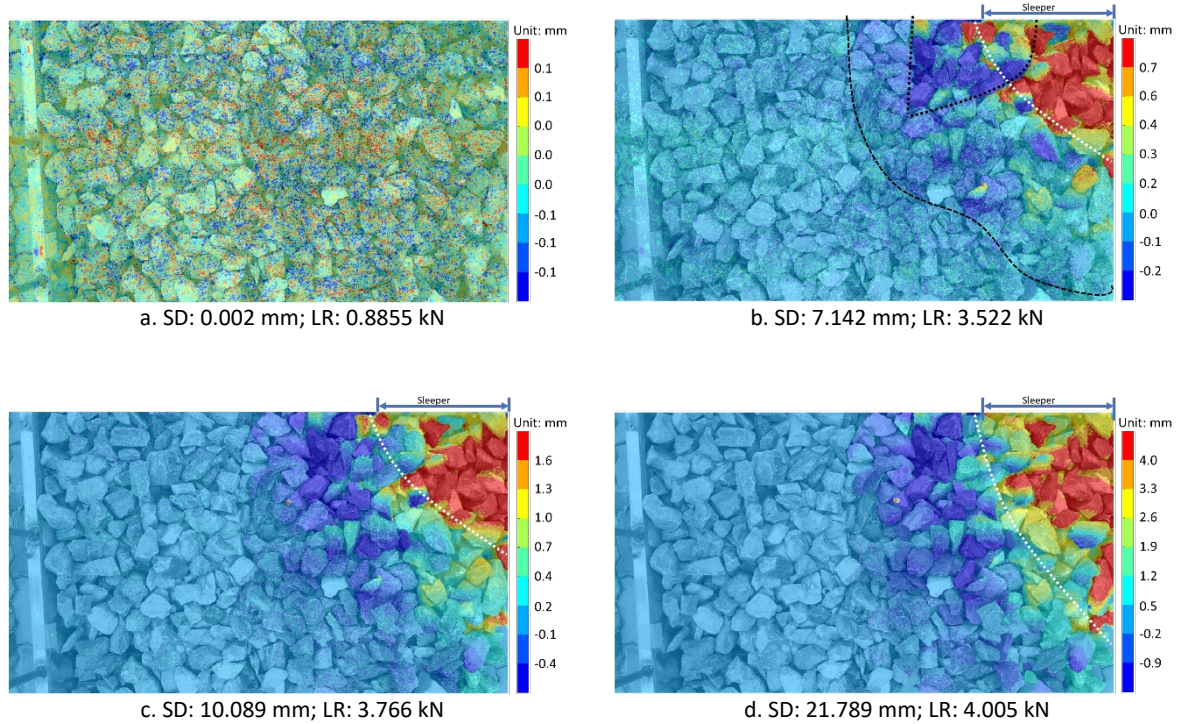 Unit: mm
0.1
0.1
0.0
0.0
0.0
-0.1
-0.1
-0.1
a. SD: 0.002 mm; LR: 0.8855 kN
Sleeper
Unit: mm
0.7
0.6
0.4
0.3
0.2
0.0
-0.1
-0.2
b. SD: 7.142 mm; LR: 3.522 kN
Sleeper
Unit: mm
1.6
1.3
1.0
0.7
0.4
0.2
-0.1
-0.4
c. SD: 10.089 mm; LR: 3.766 kN
Sleeper
Unit: mm
4.0
3.3
2.6
1.9
1.2
0.5
-0.2
-0.9
d. SD: 21.789 mm; LR: 4.005 kN